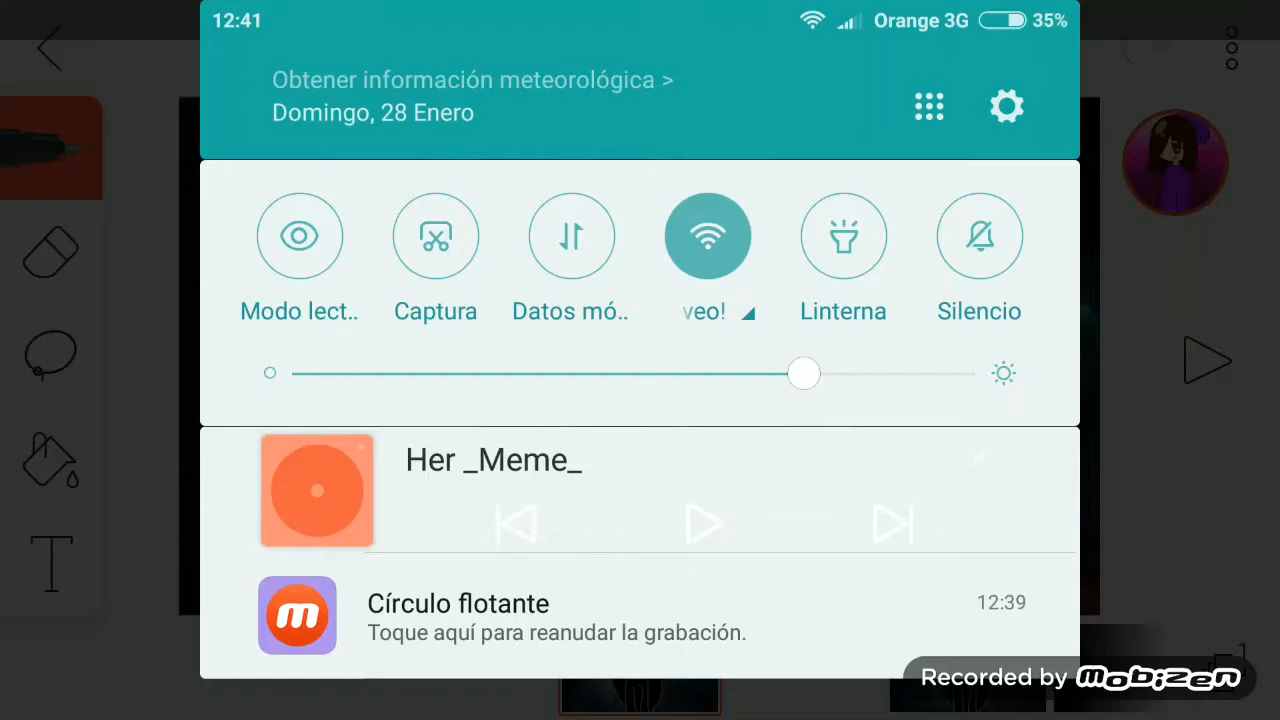 12:41
Orange 3G
35%
Obtener información meteorológica >
Domingo, 28 Enero
Modo lect..
Captura
Datos mó..
veo!
Linterna
Silencio
Her _Meme_
T
m
Círculo flotante
12:39
Toque aquí para reanudar la grabación.
1
Recorded by mobizen